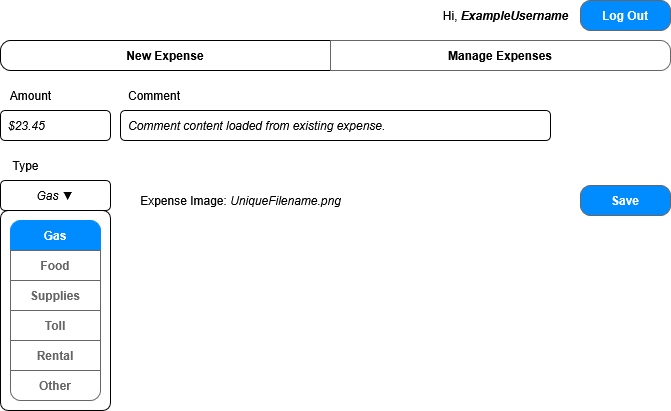 Hi, ExampleUsername
Log Out
New Expense
Manage Expenses
Amount
Comment
$23.45
Comment content loaded from existing expense.
Type
Gas ▼
Expense Image: UniqueFilename.png
Save
Gas
Food
Supplies
Toll
Rental
Other